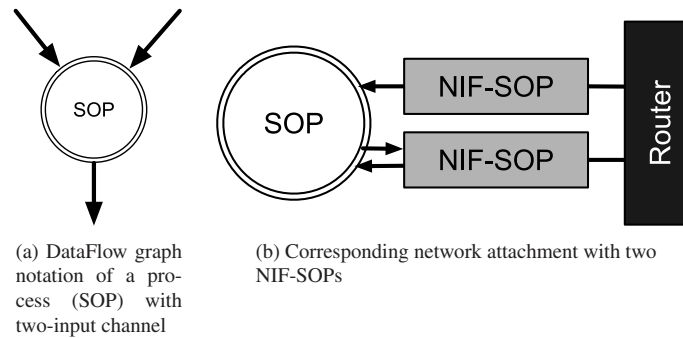 SOP
SOP
NIF-SOP
NIF-SOP
Router
(a) DataFlow graph
notation of a pro-
cess (SOP) with
two-input channel
(b) Corresponding network attachment with two
NIF-SOPs